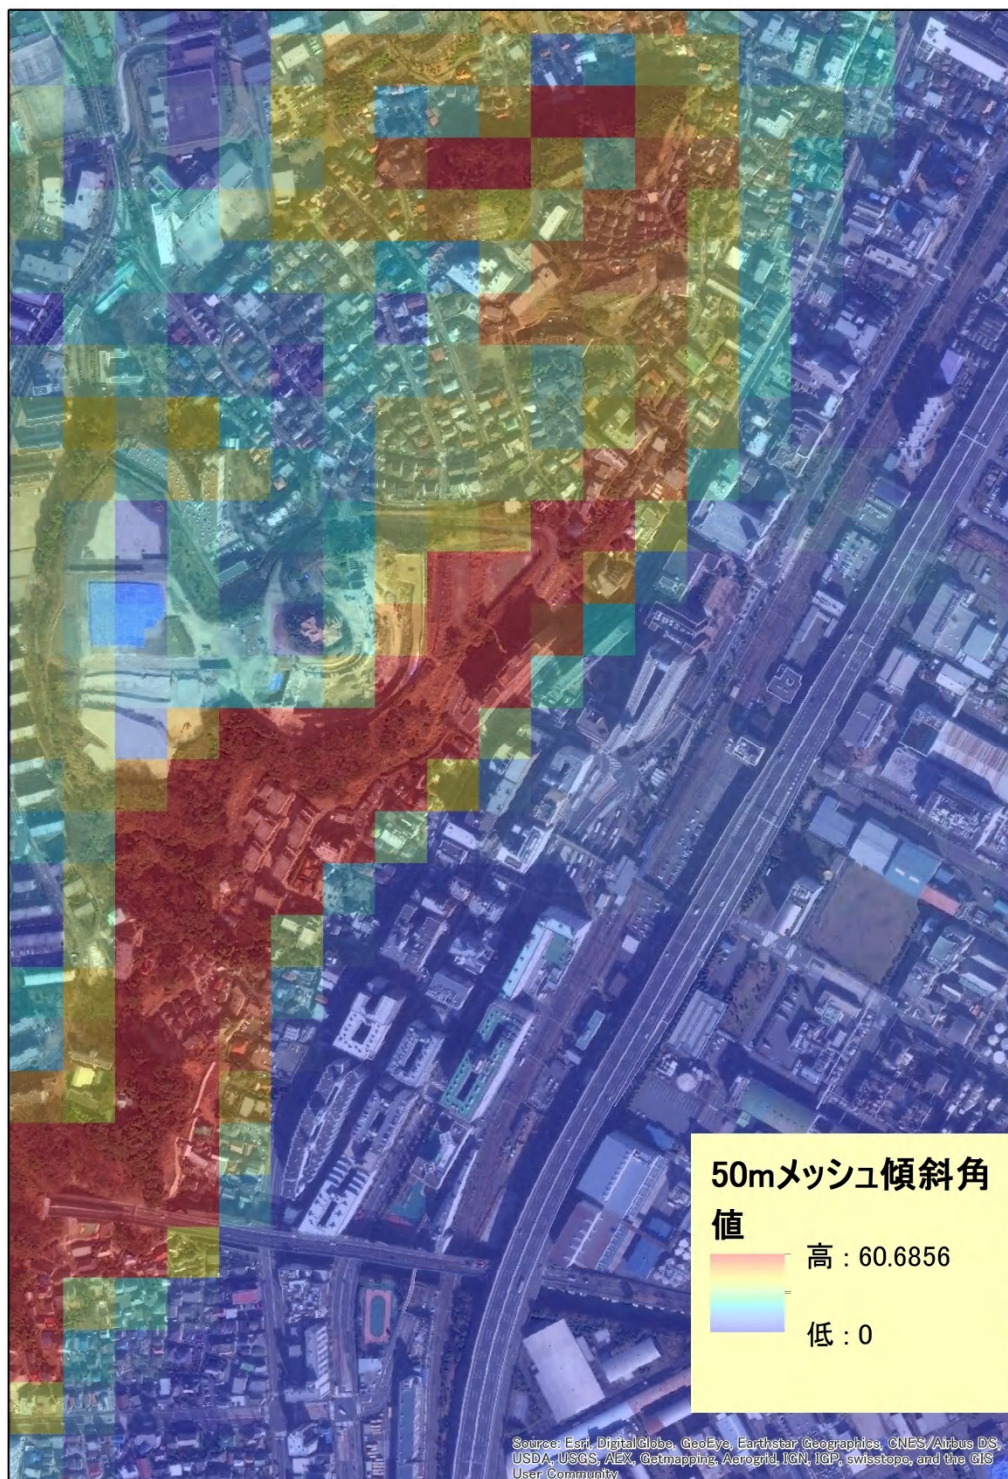 50mメッシュ傾斜角
値
高 : 60.6856
低 : 0
Source: Esri, DigitalGlobe, GeoEye, Earthstar Geographics, CNES/Airbus DS,
USDA, USGS, AEX, Getmapping, Aerogrid, IGN, IGP, swisstopo, and the GIS
User Community